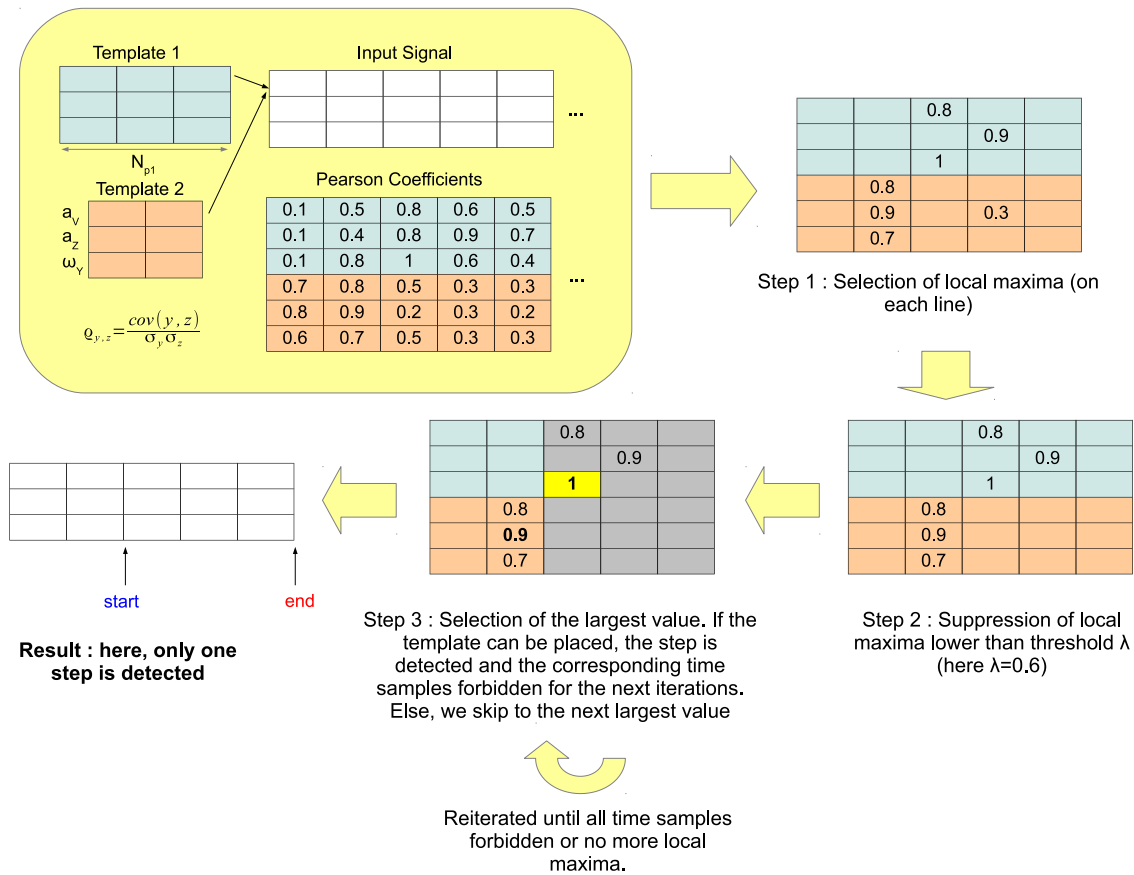 Template 1
Input Signal
...
N_p1
Template 2
a_V
a_Z
ω_Y
ϱ_y,z = cov(y,z) / σ_y σ_z
Pearson Coefficients
0.1 0.5 0.8 0.6 0.5
0.1 0.4 0.8 0.9 0.7
0.1 0.8 1 0.6 0.4
0.7 0.8 0.5 0.3 0.3
0.8 0.9 0.2 0.3 0.2
0.6 0.7 0.5 0.3 0.3
...
0.8
0.9
1
0.8
0.9 0.3
0.7
Step 1 : Selection of local maxima (on
each line)
0.8
0.9
1
0.8
0.9
0.7
Step 2 : Suppression of local
maxima lower than threshold λ
(here λ=0.6)
0.8
0.9
1
0.8
0.9
0.7
Step 3 : Selection of the largest value. If the
template can be placed, the step is
detected and the corresponding time
samples forbidden for the next iterations.
Else, we skip to the next largest value
Reiterated until all time samples
forbidden or no more local
maxima.
start end
Result : here, only one
step is detected